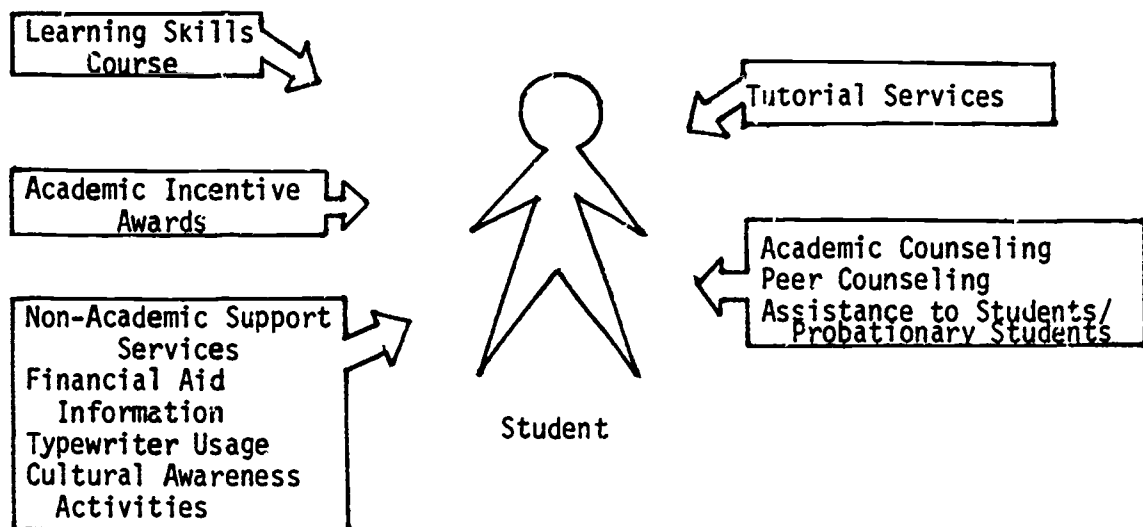 Learning Skills
Course
Academic Incentive
Awards
Non-Academic Support
Services
Financial Aid
Information
Typewriter Usage
Cultural Awareness
Activities
Student
Tutorial Services
Academic Counseling
Peer Counseling
Assistance to Students/
Probationary Students